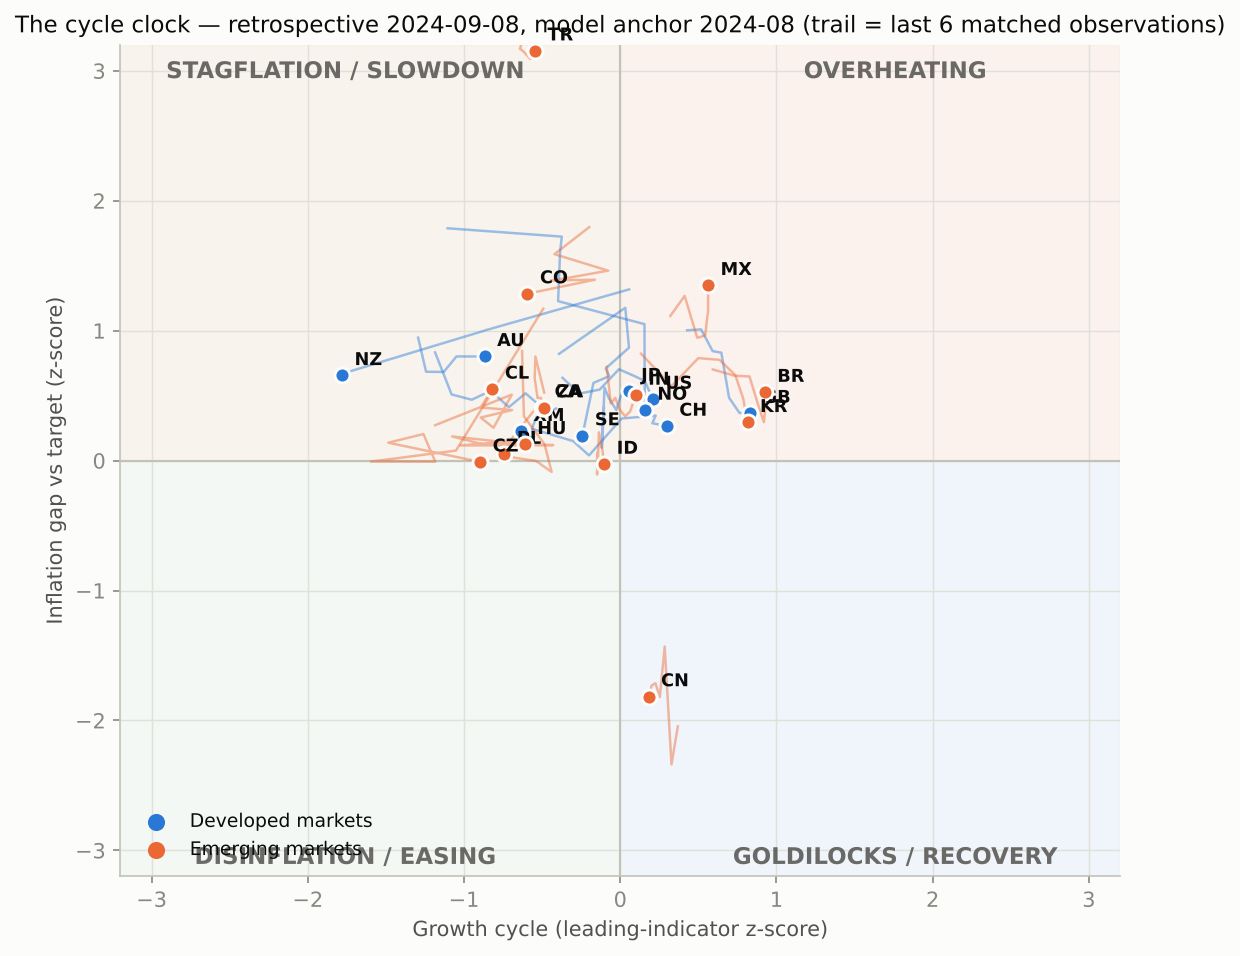 The cycle clock — retrospective 2024-09-08, model anchor 2024-08 (trail = last 6 matched observations)
TR
STAGFLATION / SLOWDOWN
OVERHEATING
CO
MX
AU
NZ
CL
BR
US
NO
KR
CH
SE
HU
CZ
ID
CN
Developed markets
Emerging markets
DISINFLATION / EASING
GOLDILOCKS / RECOVERY
3
2
1
0
−1
−2
−3
−3
−2
−1
0
1
2
3
Growth cycle (leading-indicator z-score)
Inflation gap vs target (z-score)